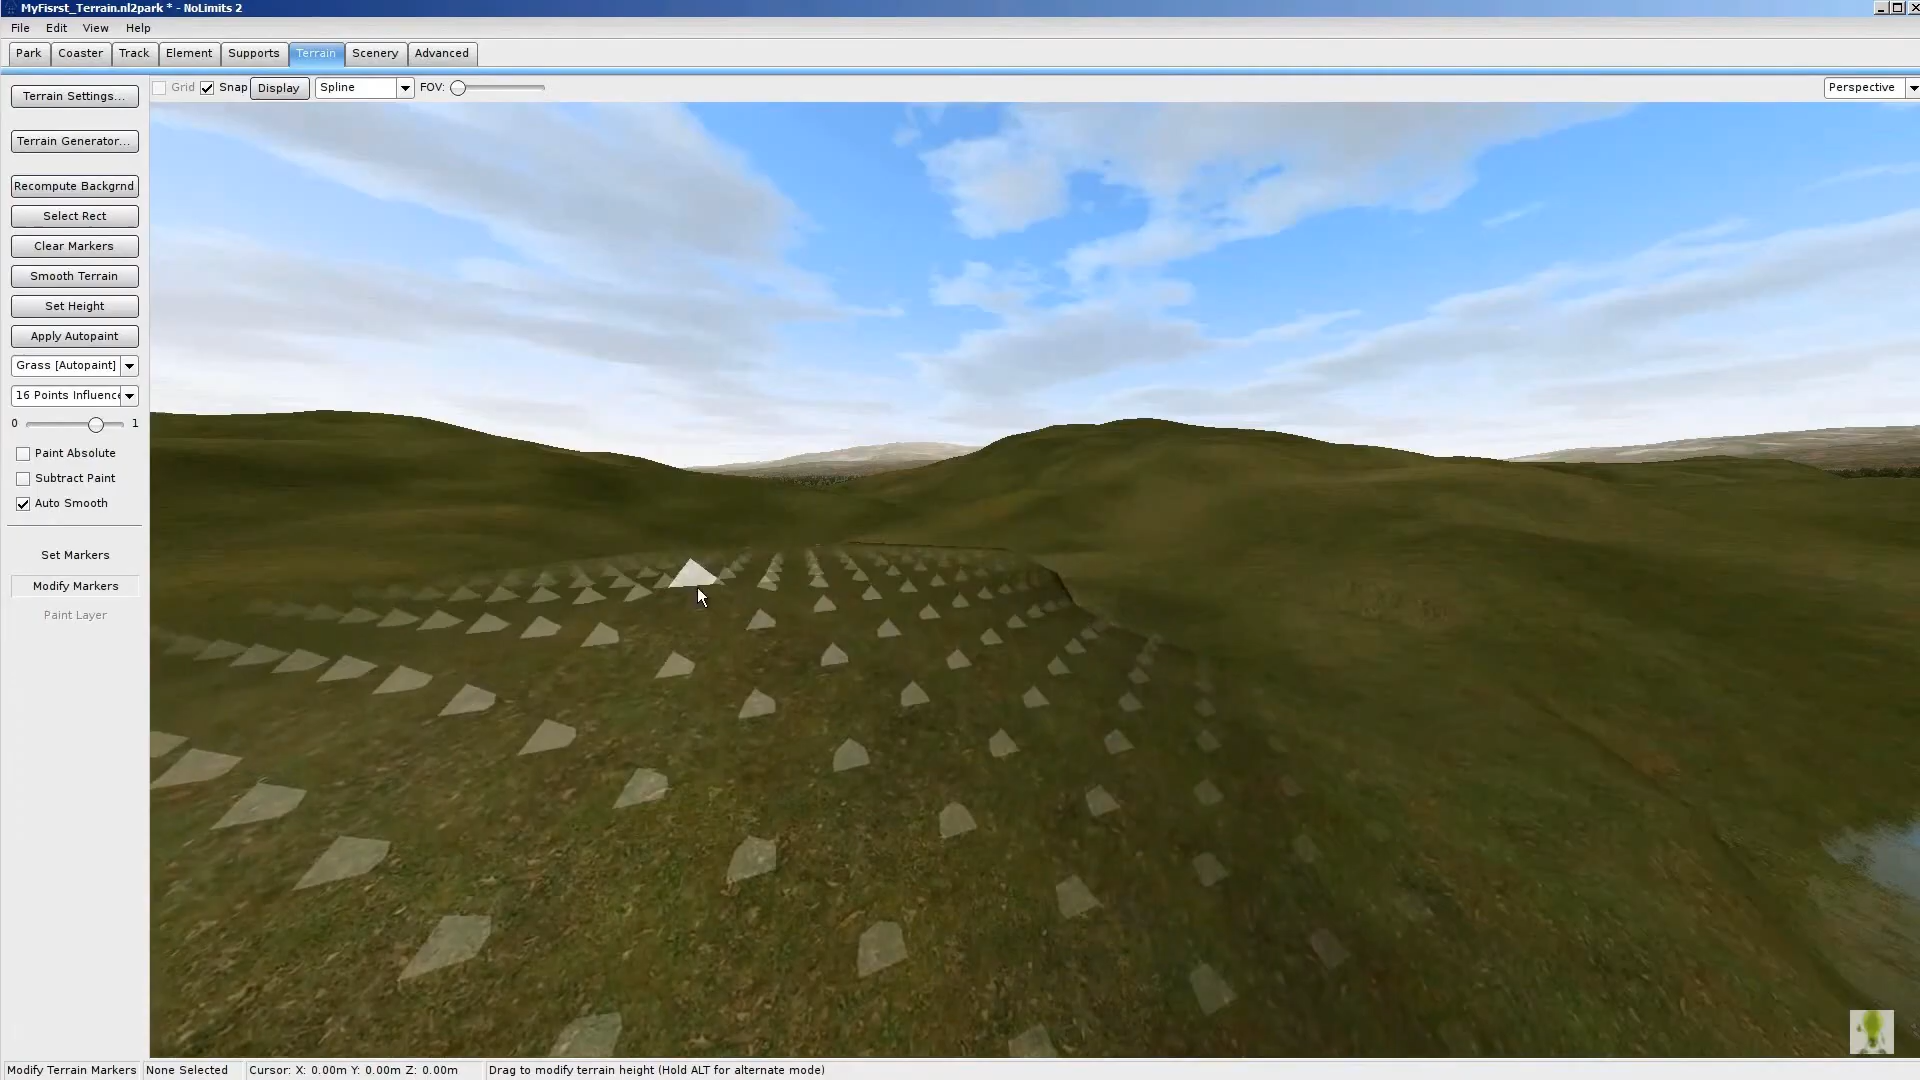 MyFisrst_Terrain.nl2park * - NoLimits 2
File Edit View Help
Park Coaster Track Element Supports Terrain Scenery Advanced
Grid Snap Display Spline FOV: Perspective
Terrain Settings...
Terrain Generator...
Recompute Backgrnd
Select Rect
Clear Markers
Smooth Terrain
Set Height
Apply Autopaint
Grass [Autopaint]
16 Points Influence
0 1
Paint Absolute
Subtract Paint
Auto Smooth
Set Markers
Modify Markers
Paint Layer
Modify Terrain Markers None Selected Cursor: X: 0.00m Y: 0.00m Z: 0.00m Drag to modify terrain height (Hold ALT for alternate mode)